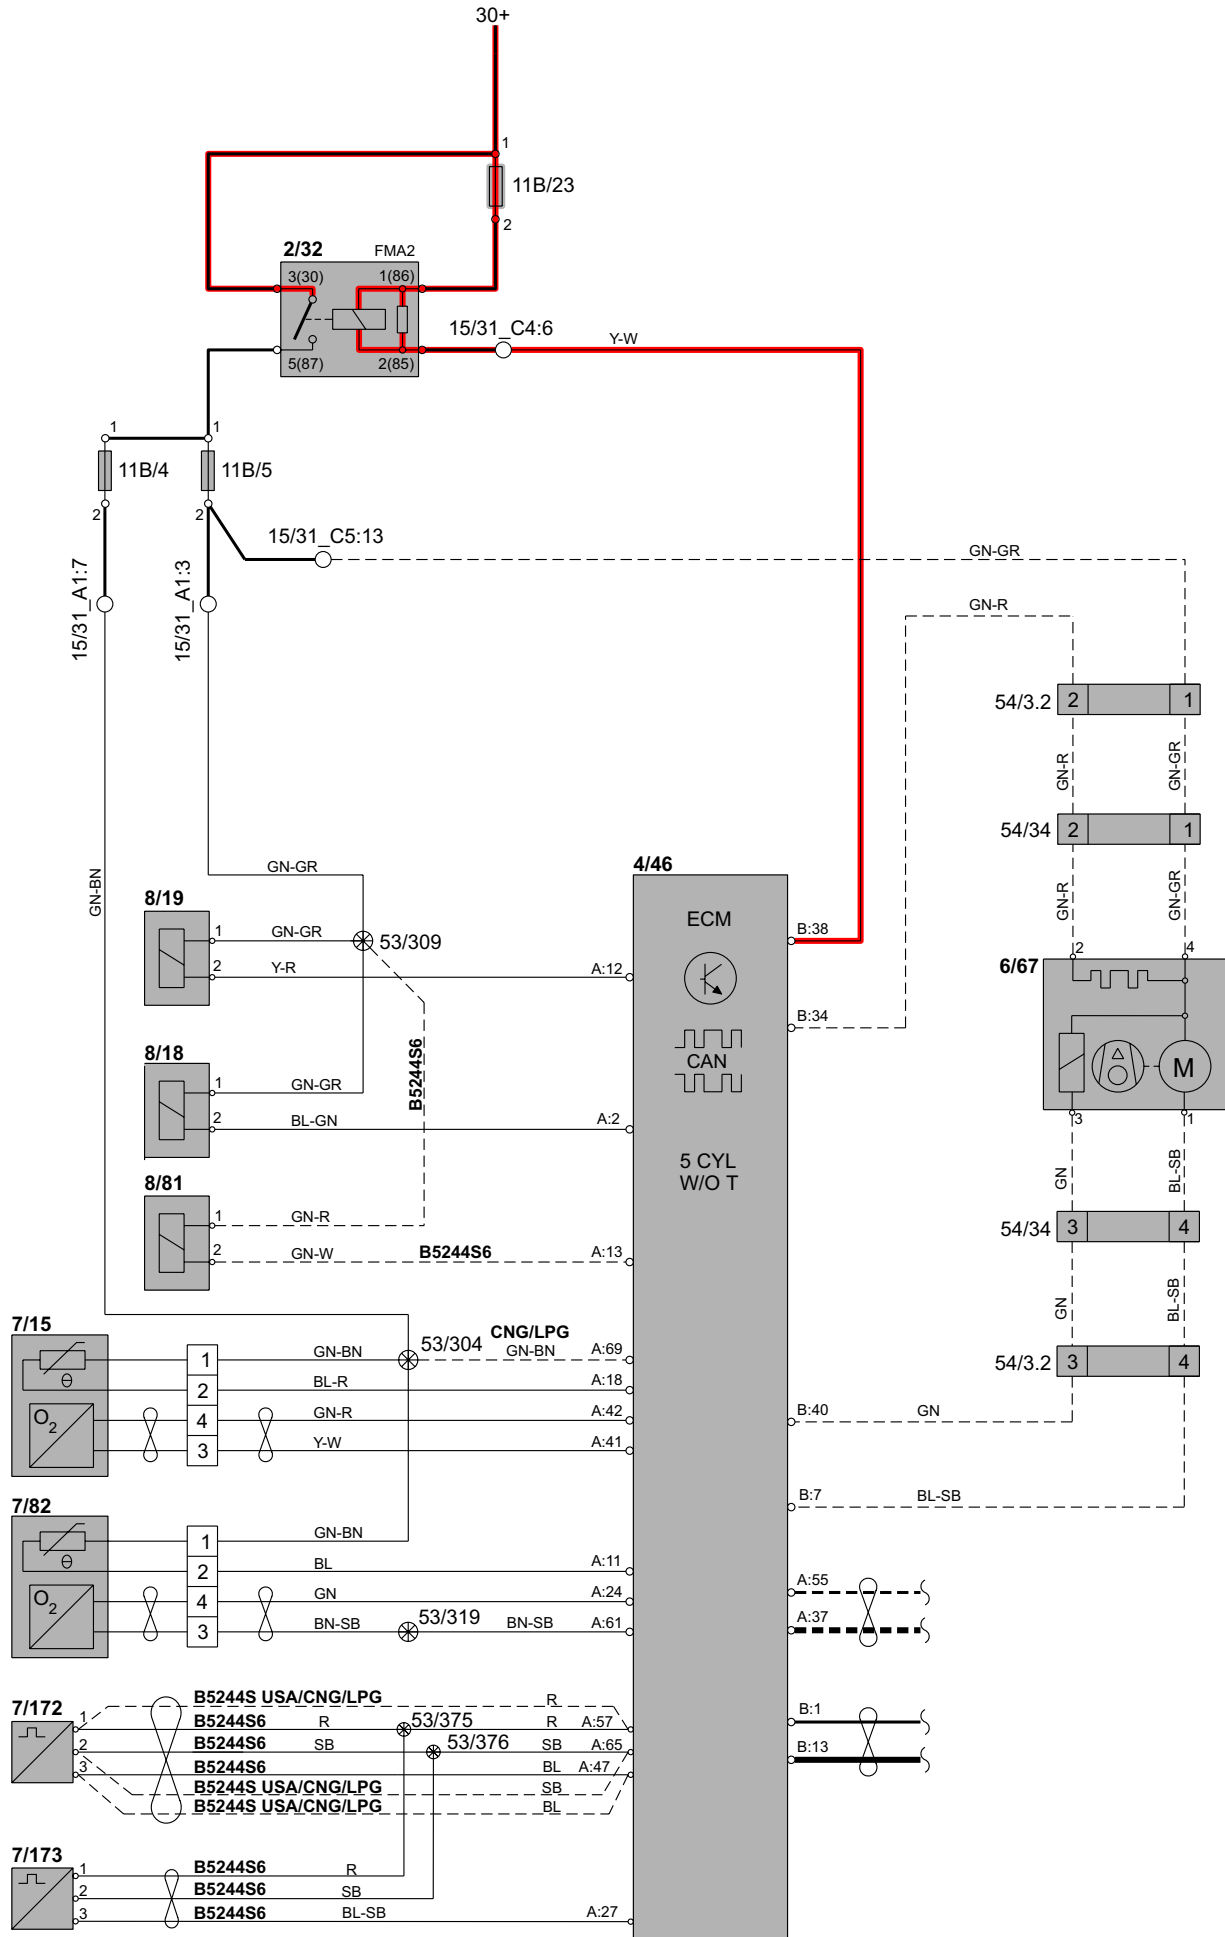 30+
1
11B/23
2
2/32 FMA2
3(30) 1(86)
15/31_C4:6
Y-W
5(87) 2(85)
1 1
11B/4 11B/5
2 2
15/31_C5:13
GN-GR
15/31_A1:7
15/31_A1:3
GN-R
54/3.2 2 1
GN-R GN-GR
54/34 2 1
GN-BN
GN-GR
4/46
GN-R GN-GR
8/19
ECM
1 GN-GR 53/309
B:38
2 Y-R A:12
2 4
6/67
B:34
B5244S6
CAN
8/18
1 GN-GR
M
2 BL-GN A:2
3 1
5 CYL
W/O T
GN BL-SB
8/81
1 GN-R
54/34 3 4
2 GN-W B5244S6 A:13
GN BL-SB
7/15
CNG/LPG
1 GN-BN 53/304 GN-BN A:69
54/3.2 3 4
θ
2 BL-R A:18
O2
4 GN-R A:42
B:40 GN
3 Y-W A:41
7/82
B:7 BL-SB
1 GN-BN
θ
2 BL A:11
A:55
O2
4 GN A:24
A:37
3 BN-SB 53/319 BN-SB A:61
7/172
B5244S USA/CNG/LPG R
1 B5244S6 R 53/375 R A:57
B:1
2 B5244S6 SB 53/376 SB A:65
B:13
3 B5244S6 BL A:47
B5244S USA/CNG/LPG SB
B5244S USA/CNG/LPG BL
7/173
1 B5244S6 R
2 B5244S6 SB
3 B5244S6 BL-SB A:27